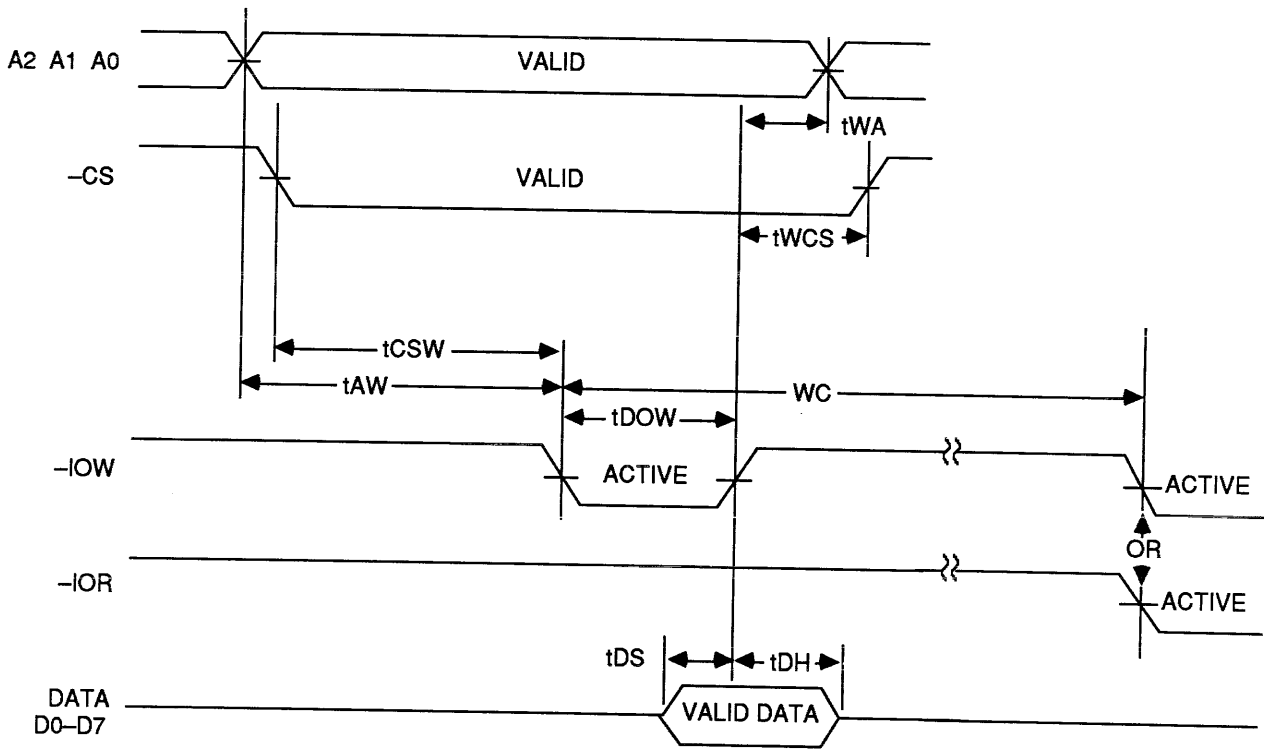 A2 A1 A0
VALID
tWA
–CS
VALID
tWCS
tCSW
tAW
WC
tDOW
–IOW
ACTIVE
ACTIVE
OR
–IOR
ACTIVE
tDS
tDH
DATA
D0–D7
VALID DATA